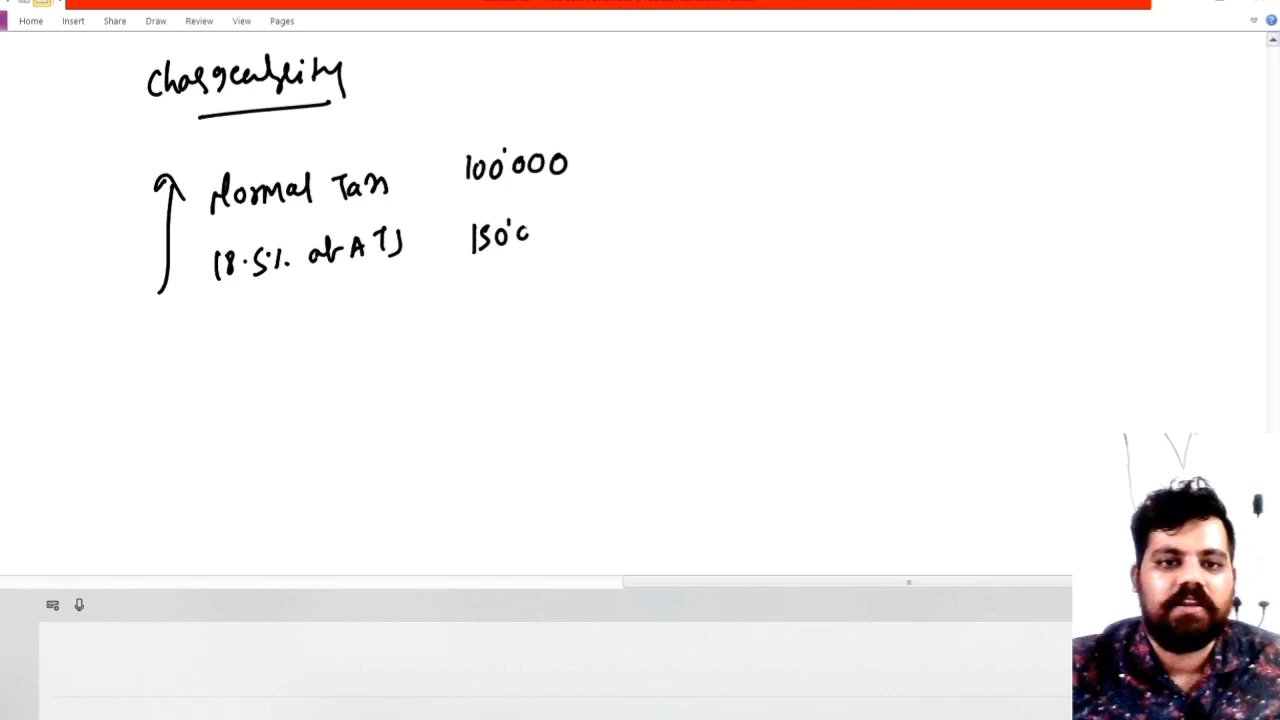 Home Insert Share Draw Review View Pages
Chargeability
Normal Tax 100'000
18.5% of ATI 150'0